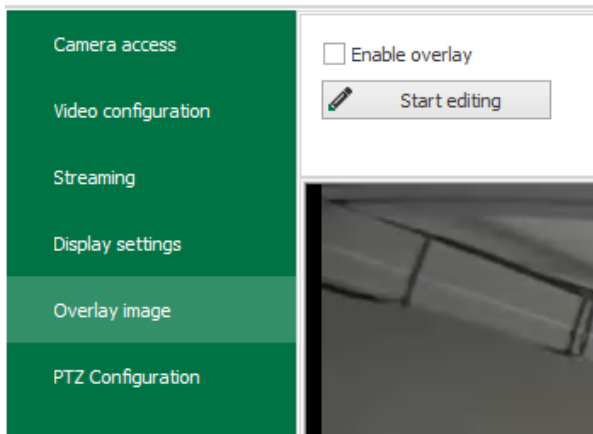 Camera access
Video configuration
Streaming
Display settings
Overlay image
PTZ Configuration
Enable overlay
Start editing